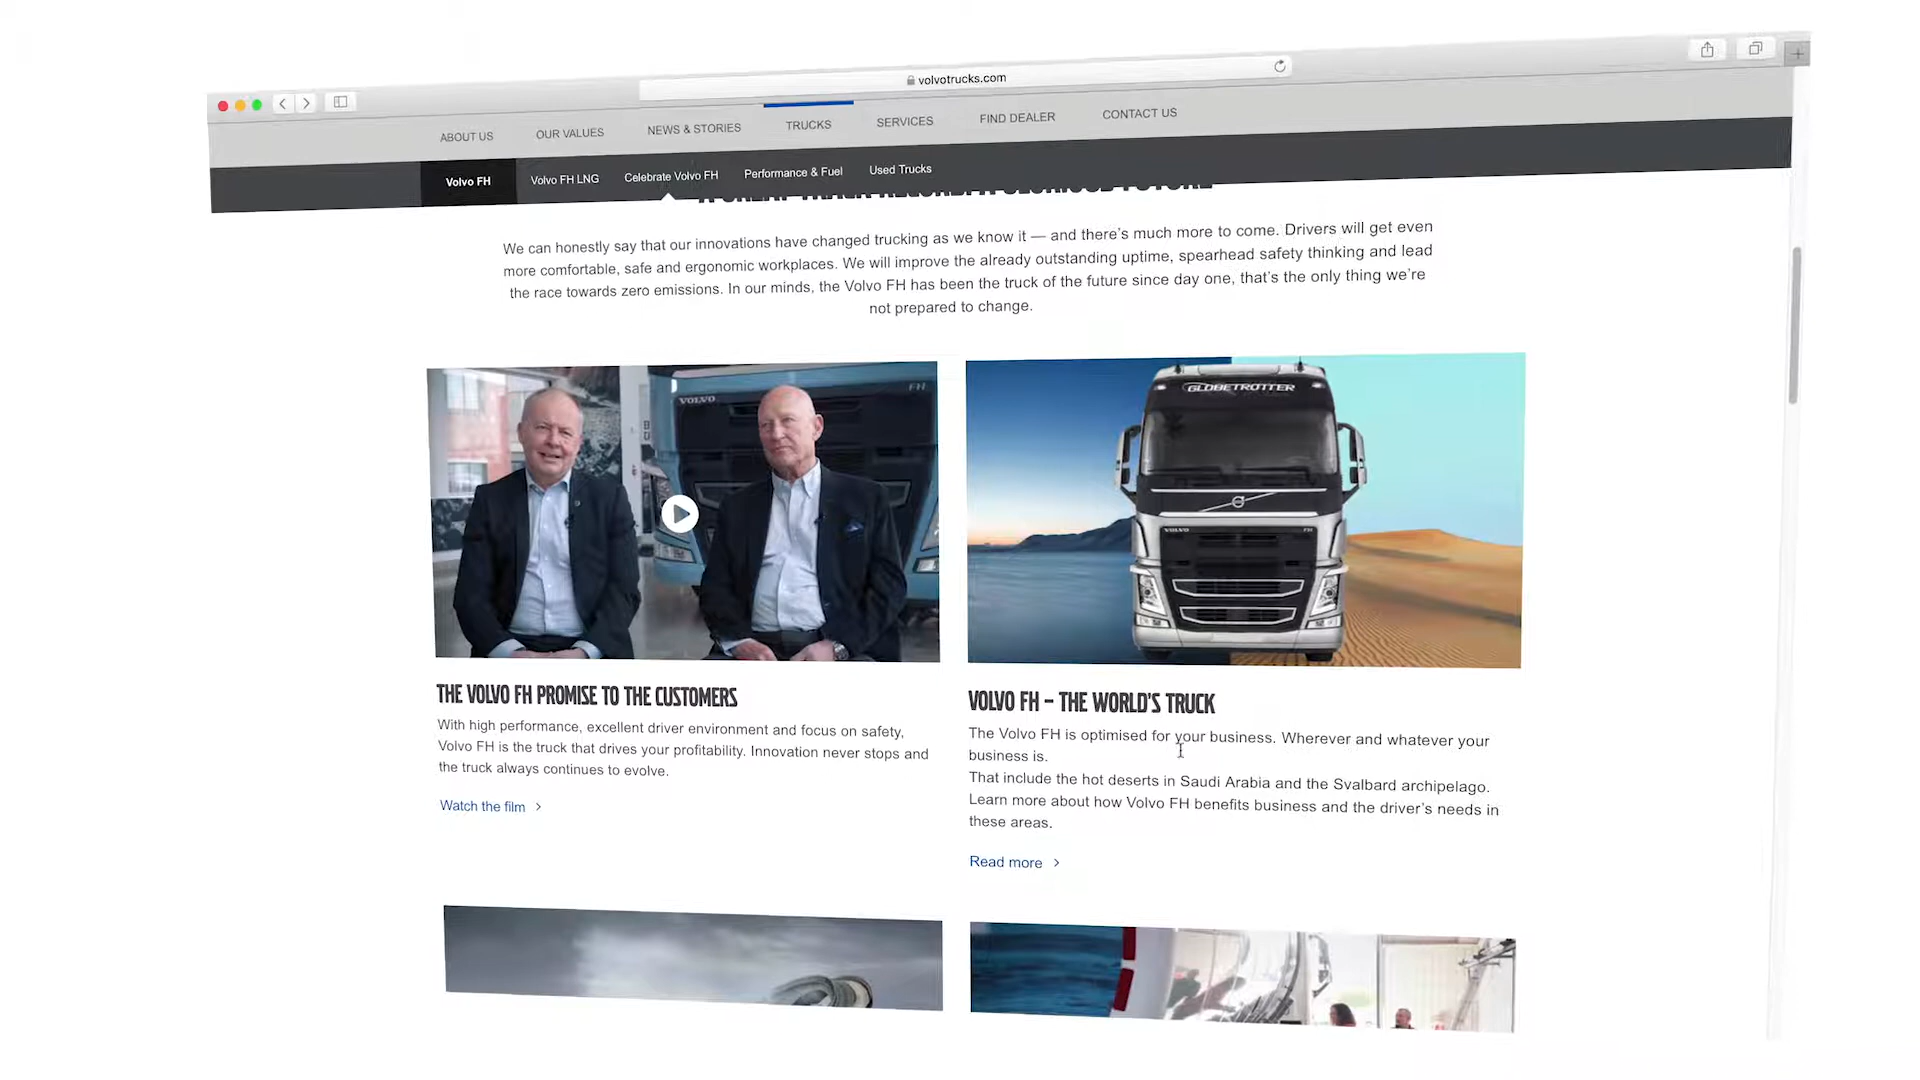 volvotrucks.com
ABOUT US
OUR VALUES
NEWS & STORIES
TRUCKS
SERVICES
FIND DEALER
CONTACT US
Volvo FH
Volvo FH LNG
Celebrate Volvo FH
Performance & Fuel
Used Trucks
We can honestly say that our innovations have changed trucking as we know it — and there's much more to come. Drivers will get even
more comfortable, safe and ergonomic workplaces. We will improve the already outstanding uptime, spearhead safety thinking and lead
the race towards zero emissions. In our minds, the Volvo FH has been the truck of the future since day one, that's the only thing we're
not prepared to change.
VOLVO
FH
GLOBETROTTER
VOLVO
FH
THE VOLVO FH PROMISE TO THE CUSTOMERS
With high performance, excellent driver environment and focus on safety,
Volvo FH is the truck that drives your profitability. Innovation never stops and
the truck always continues to evolve.
Watch the film
VOLVO FH – THE WORLD'S TRUCK
The Volvo FH is optimised for your business. Wherever and whatever your
business is.
That include the hot deserts in Saudi Arabia and the Svalbard archipelago.
Learn more about how Volvo FH benefits business and the driver's needs in
these areas.
Read more